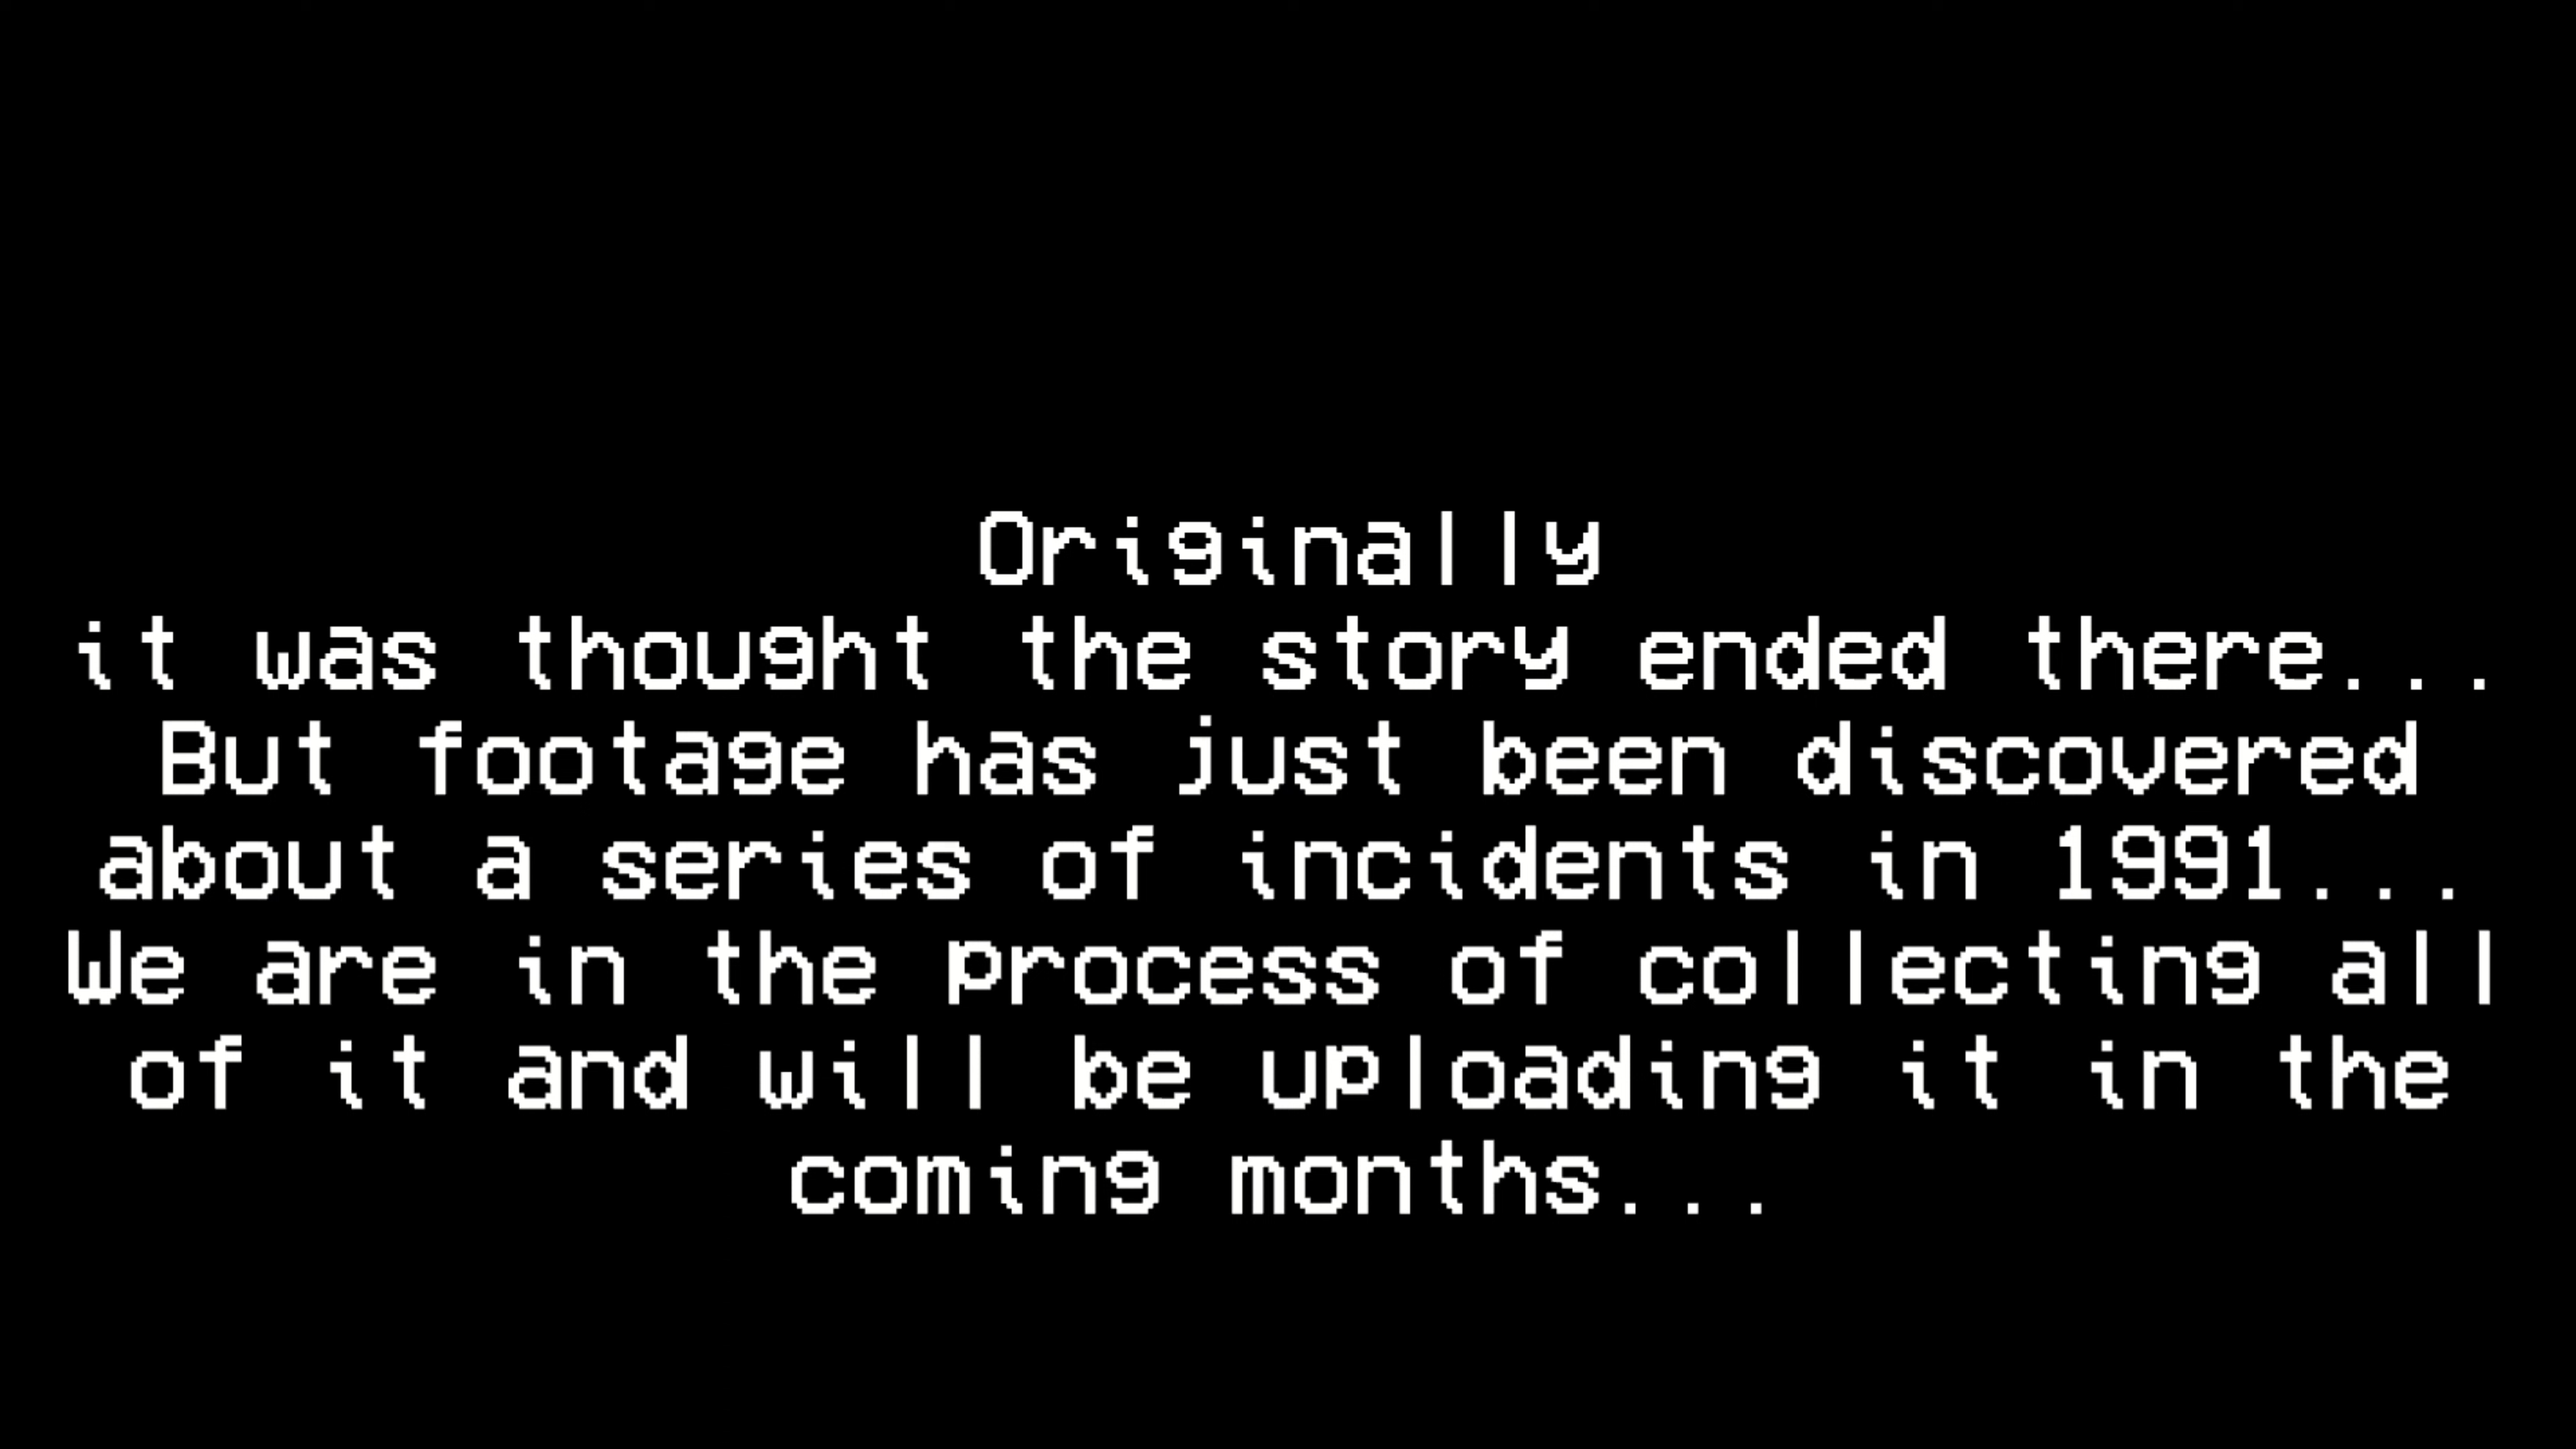 Originally
it was thought the story ended there...
But footage has just been discovered
about a series of incidents in 1991...
We are in the process of collecting all
of it and will be uploading it in the
coming months...